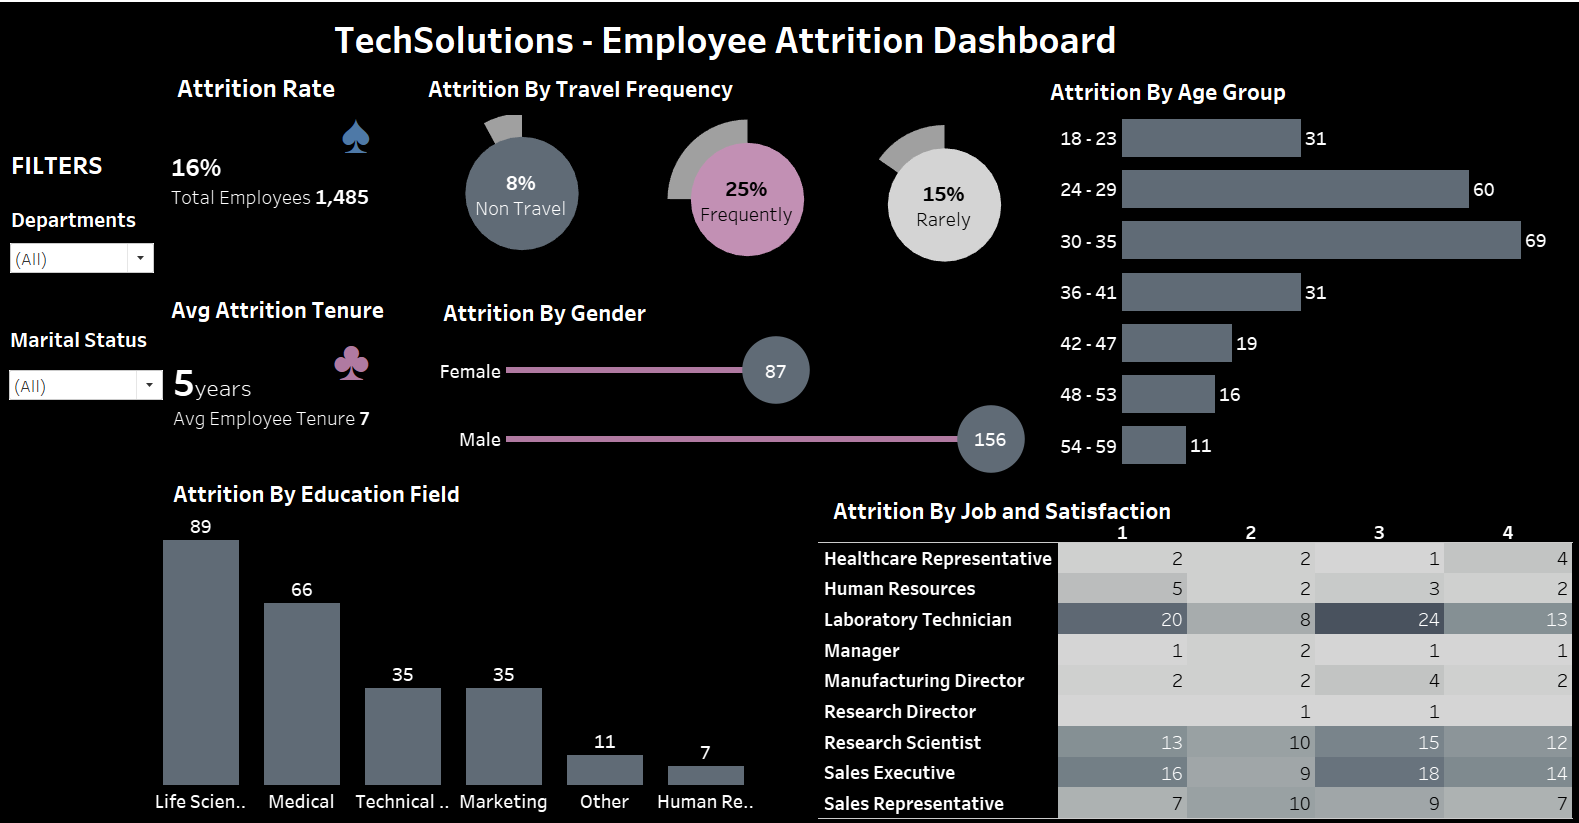 TechSolutions - Employee Attrition Dashboard
FILTERS
Departments
(All)
Marital Status
(All)
Attrition Rate
16%
Total Employees 1,485
Avg Attrition Tenure
5years
Avg Employee Tenure 7
Attrition By Travel Frequency
8%
Non Travel
25%
Frequently
15%
Rarely
Attrition By Gender
Female 87
Male 156
Attrition By Age Group
18 - 23 31
24 - 29 60
30 - 35 69
36 - 41 31
42 - 47 19
48 - 53 16
54 - 59 11
Attrition By Education Field
89 66 35 35 11 7
Life Scien.. Medical Technical .. Marketing Other Human Re..
Attrition By Job and Satisfaction
1 2 3 4
Healthcare Representative 2 2 1 4
Human Resources 5 2 3 2
Laboratory Technician 20 8 24 13
Manager 1 2 1 1
Manufacturing Director 2 2 4 2
Research Director 1 1
Research Scientist 13 10 15 12
Sales Executive 16 9 18 14
Sales Representative 7 10 9 7